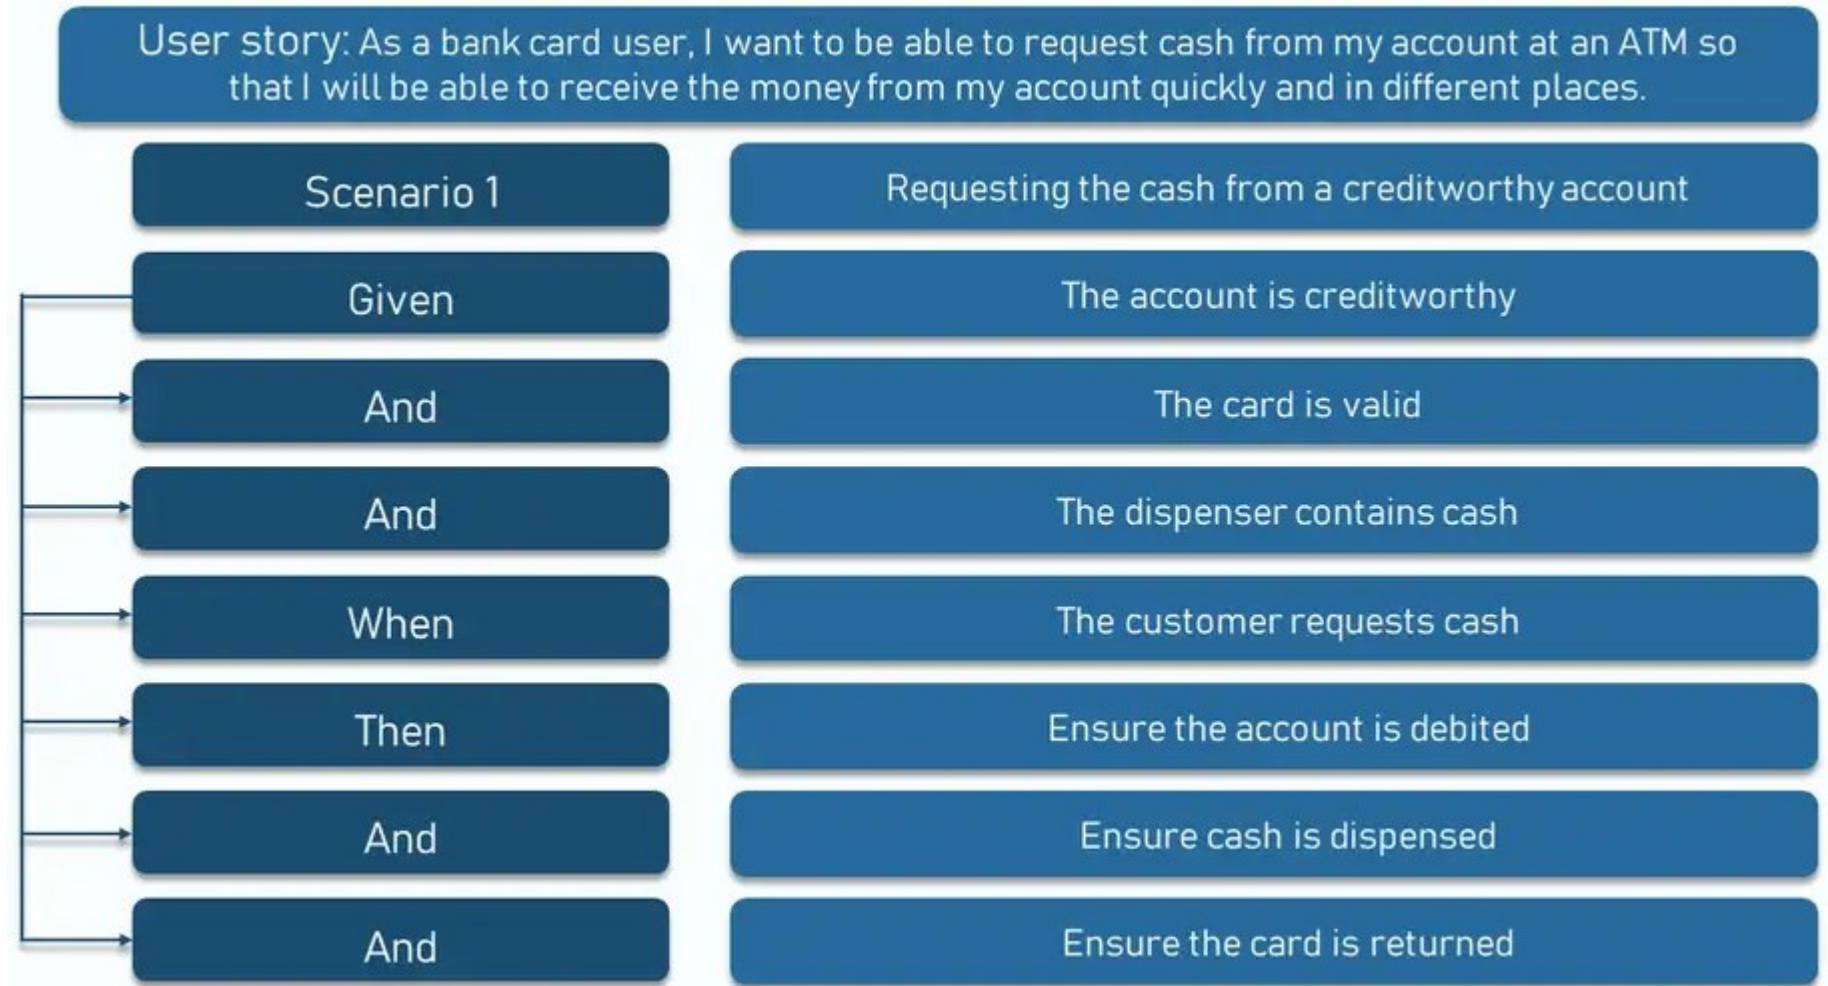 User story: As a bank card user, I want to be able to request cash from my account at an ATM so
that I will be able to receive the money from my account quickly and in different places.
Scenario 1
Requesting the cash from a creditworthy account
Given
The account is creditworthy
And
The card is valid
And
The dispenser contains cash
When
The customer requests cash
Then
Ensure the account is debited
And
Ensure cash is dispensed
And
Ensure the card is returned